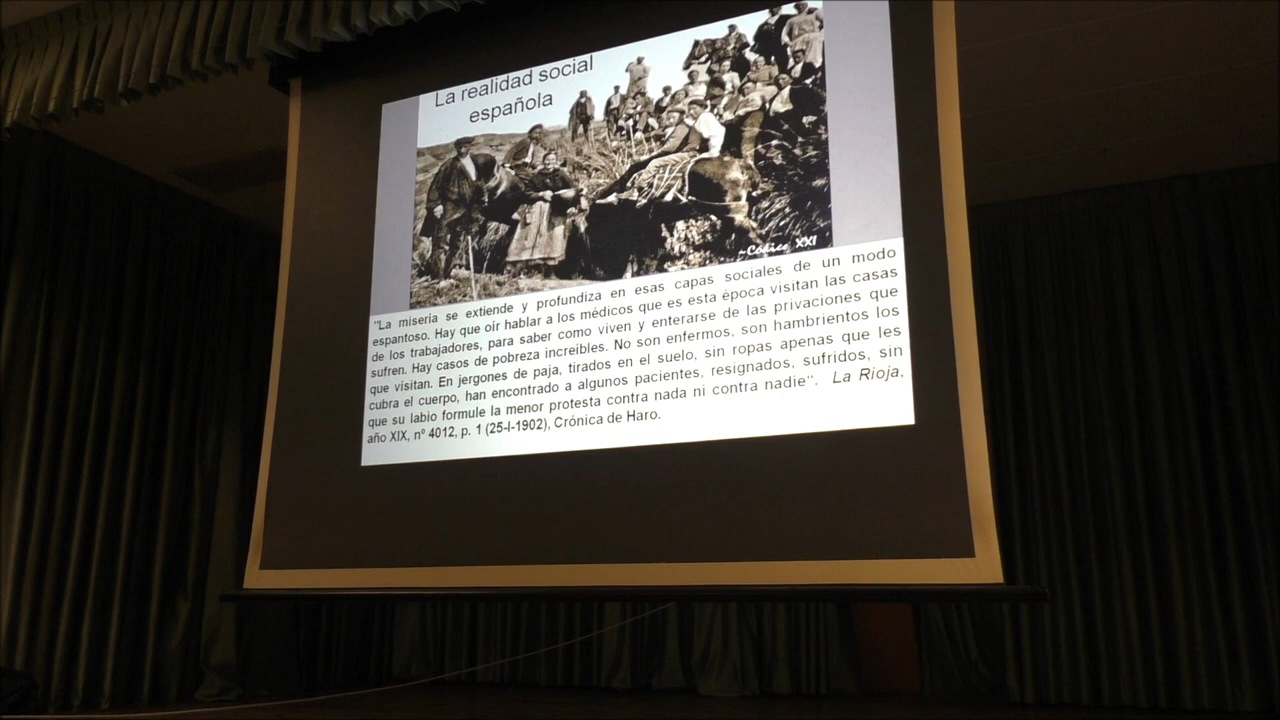 La realidad social
española
~Códice XXI
"La miseria se extiende y profundiza en esas capas sociales de un modo
espantoso. Hay que oír hablar a los médicos que es esta época visitan las casas
de los trabajadores, para saber como viven y enterarse de las privaciones que
sufren. Hay casos de pobreza increíbles. No son enfermos, son hambrientos los
que visitan. En jergones de paja, tirados en el suelo, sin ropas apenas que les
cubra el cuerpo, han encontrado a algunos pacientes, resignados, sufridos, sin
que su labio formule la menor protesta contra nada ni contra nadie". La Rioja,
año XIX, nº 4012, p. 1 (25-I-1902), Crónica de Haro.